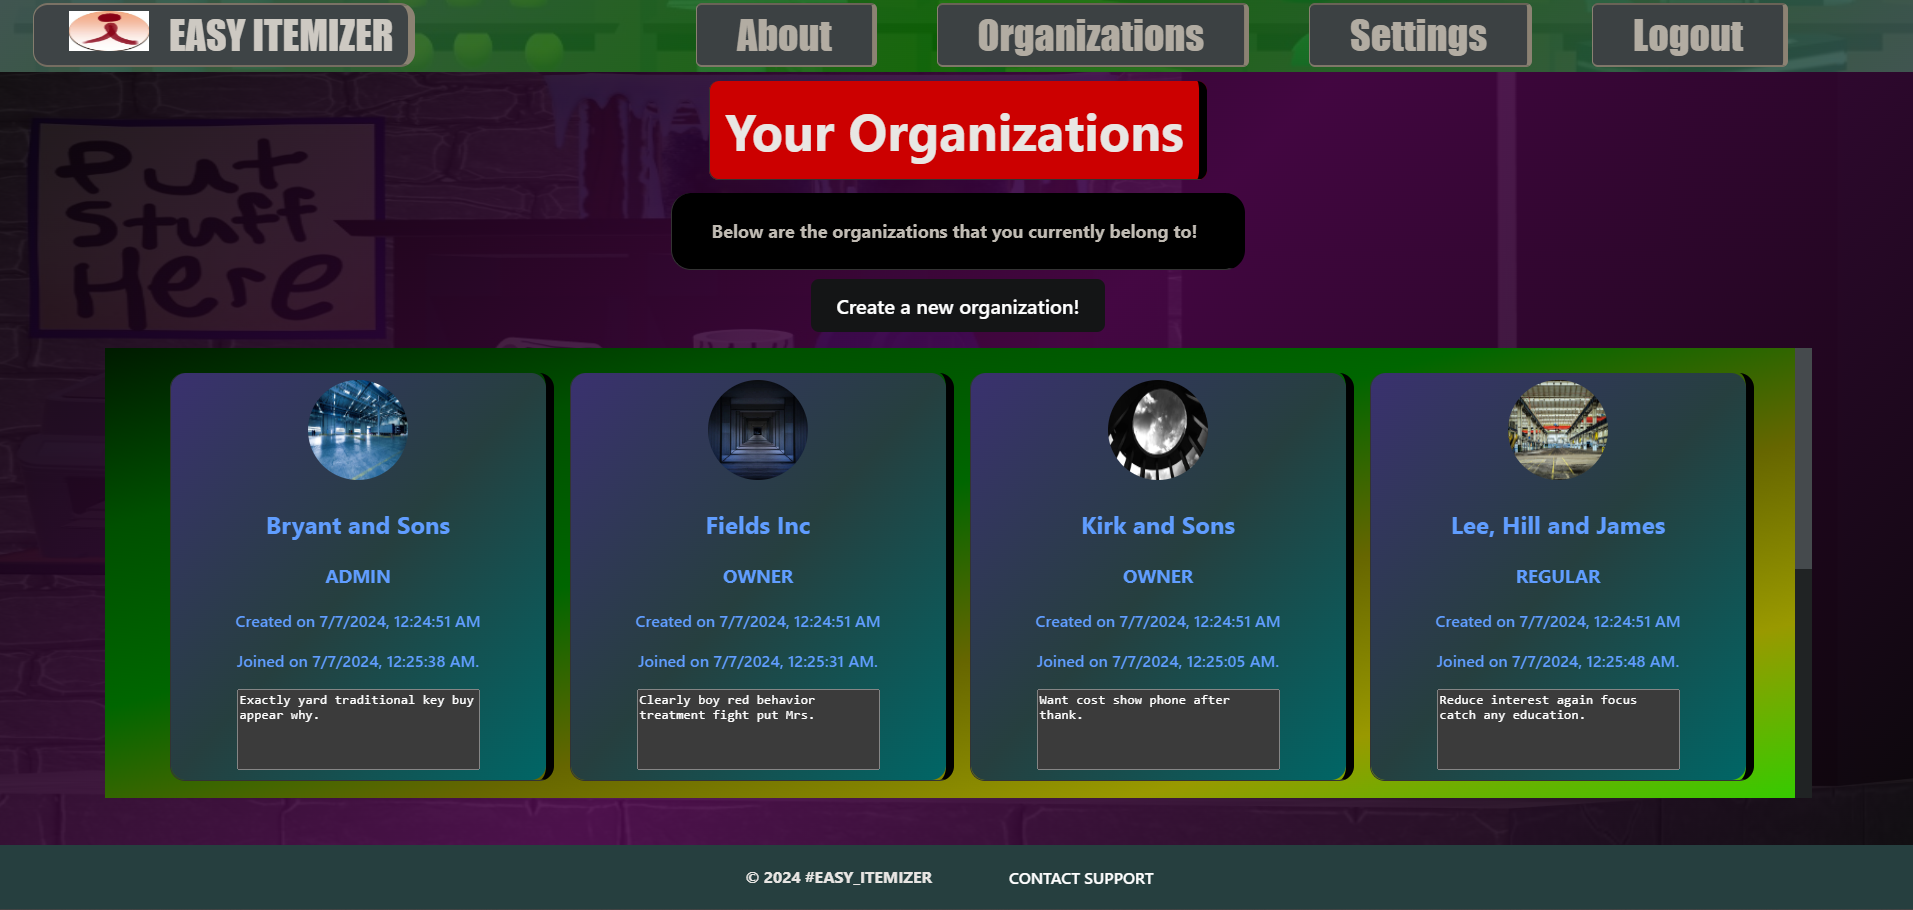 EASY ITEMIZER
About
Organizations
Settings
Logout
Your Organizations
Put
Stuff
Here
Below are the organizations that you currently belong to!
Create a new organization!
Bryant and Sons
ADMIN
Created on 7/7/2024, 12:24:51 AM
Joined on 7/7/2024, 12:25:38 AM.
Exactly yard traditional key buy
appear why.
Fields Inc
OWNER
Created on 7/7/2024, 12:24:51 AM
Joined on 7/7/2024, 12:25:31 AM.
Clearly boy red behavior
treatment fight put Mrs.
Kirk and Sons
OWNER
Created on 7/7/2024, 12:24:51 AM
Joined on 7/7/2024, 12:25:05 AM.
Want cost show phone after
thank.
Lee, Hill and James
REGULAR
Created on 7/7/2024, 12:24:51 AM
Joined on 7/7/2024, 12:25:48 AM.
Reduce interest again focus
catch any education.
© 2024 #EASY_ITEMIZER
CONTACT SUPPORT